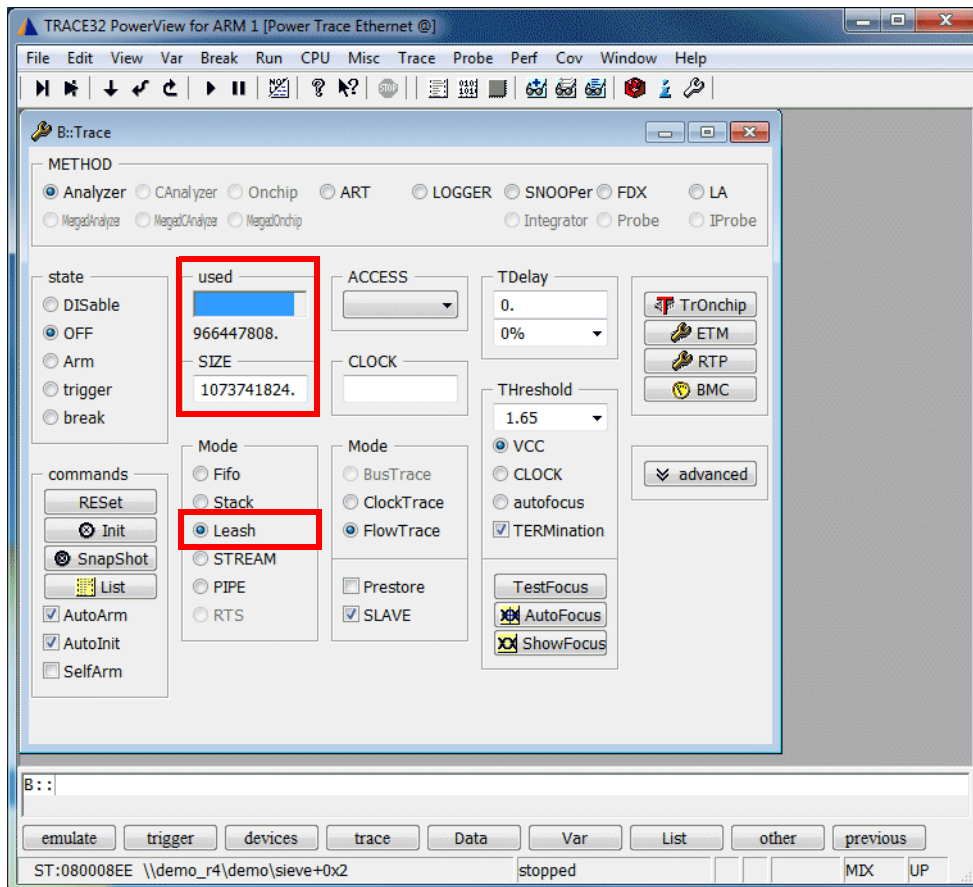 TRACE32 PowerView for ARM 1 [Power Trace Ethernet @]
File Edit View Var Break Run CPU Misc Trace Probe Perf Cov Window Help
B::Trace
METHOD
Analyzer CAnalyzer Onchip ART LOGGER SNOOPer FDX LA
MergedAnalyzer MergedCAnalyzer MergedOnchip Integrator Probe IProbe
state
DISable
OFF
Arm
trigger
break
used
966447808.
SIZE
1073741824.
ACCESS
CLOCK
TDelay
0.
0%
THreshold
1.65
VCC
CLOCK
autofocus
TERMination
TrOnchip
ETM
RTP
BMC
advanced
commands
RESet
Init
SnapShot
List
AutoArm
AutoInit
SelfArm
Mode
Fifo
Stack
Leash
STREAM
PIPE
RTS
Mode
BusTrace
ClockTrace
FlowTrace
Prestore
SLAVE
TestFocus
AutoFocus
ShowFocus
B::
emulate trigger devices trace Data Var List other previous
ST:080008EE \\demo_r4\demo\sieve+0x2 stopped MIX UP